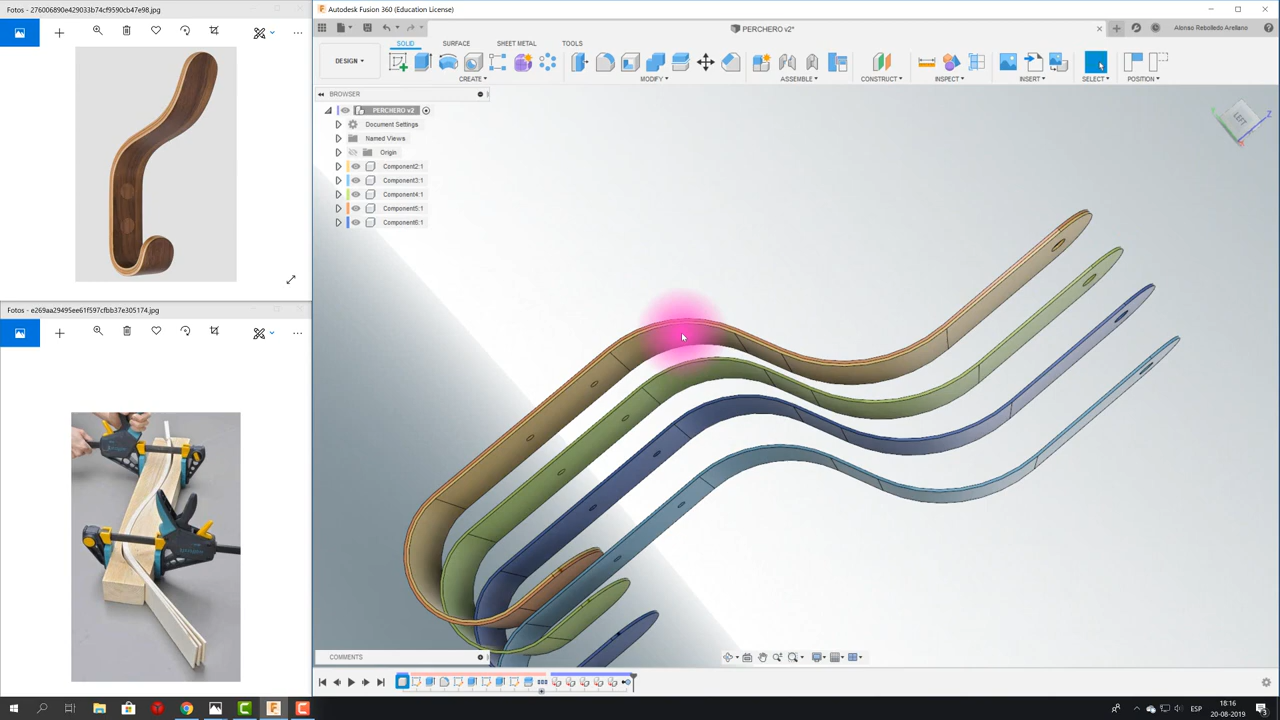 Fotos - 276006890e429033b74cf9590cb47e98.jpg
Autodesk Fusion 360 (Education License)
PERCHERO v2*
Alonso Rebolledo Arellano
SOLID
SURFACE
SHEET METAL
TOOLS
DESIGN
CREATE
MODIFY
ASSEMBLE
CONSTRUCT
INSPECT
INSERT
SELECT
POSITION
BROWSER
PERCHERO v2
Document Settings
Named Views
Origin
Component2:1
Component3:1
Component4:1
Component5:1
Component6:1
LEFT
Z
Fotos - e269aa29495ee61f597cfbb37e305174.jpg
COMMENTS
ESP
18:16
20-08-2019